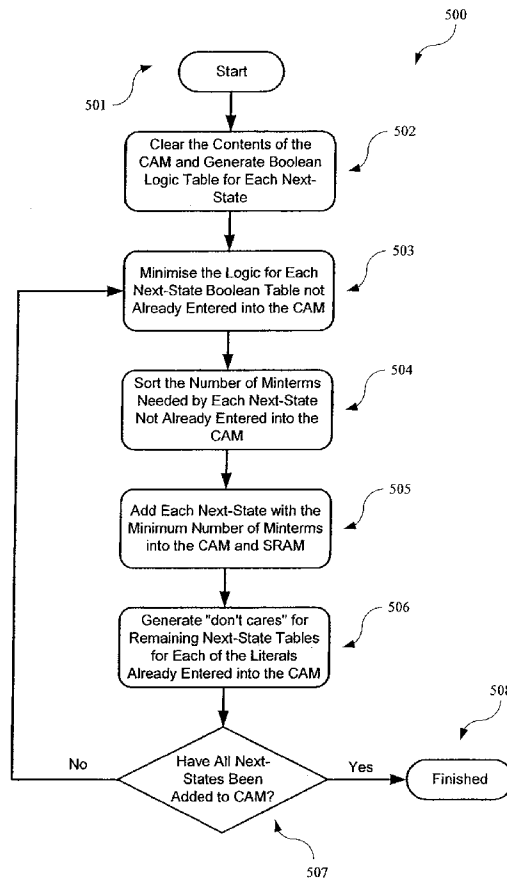 500
Start
501
Clear the Contents of the
CAM and Generate Boolean
Logic Table for Each Next-
State
502
Minimise the Logic for Each
Next-State Boolean Table not
Already Entered into the CAM
503
Sort the Number of Minterms
Needed by Each Next-State
Not Already Entered into the
CAM
504
Add Each Next-State with the
Minimum Number of Minterms
into the CAM and SRAM
505
Generate "don't cares" for
Remaining Next-State Tables
for Each of the Literals
Already Entered into the CAM
506
Have All Next-
States Been
Added to CAM?
No
Yes
Finished
508
507